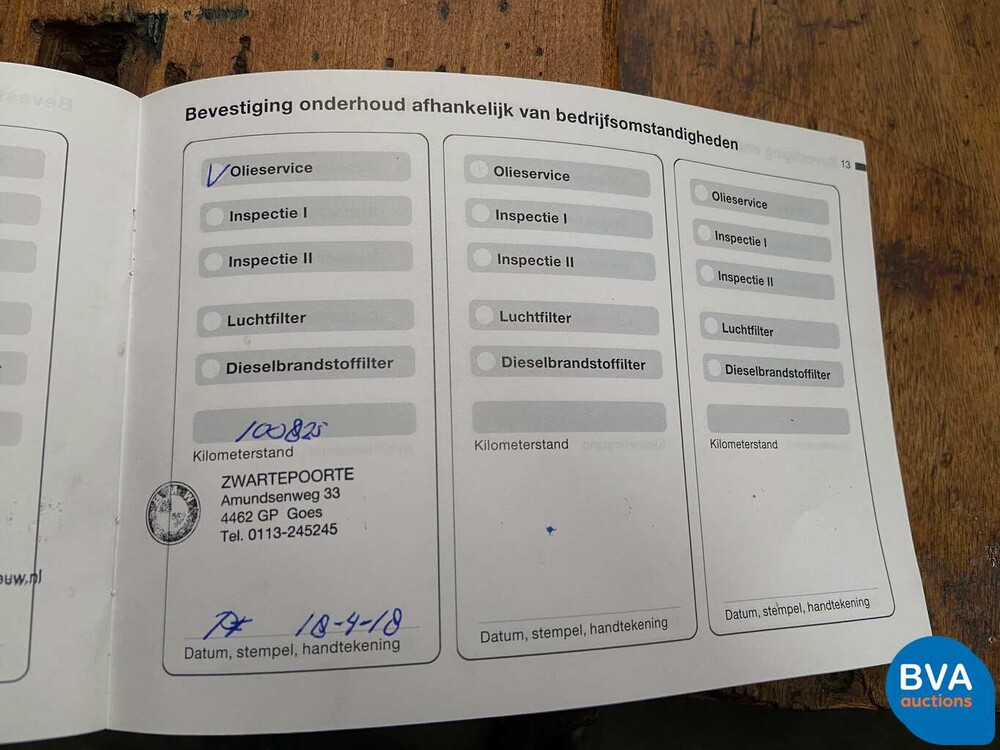 Bevestiging onderhoud afhankelijk van bedrijfsomstandigheden
13
Olieservice
Inspectie I
Inspectie II
Luchtfilter
Dieselbrandstoffilter
100825
Kilometerstand
ZWARTEPOORTE
Amundsenweg 33
4462 GP Goes
Tel. 0113-245245
18-4-18
Datum, stempel, handtekening
Olieservice
Inspectie I
Inspectie II
Luchtfilter
Dieselbrandstoffilter
Kilometerstand
Datum, stempel, handtekening
Olieservice
Inspectie I
Inspectie II
Luchtfilter
Dieselbrandstoffilter
Kilometerstand
Datum, stempel, handtekening
BVA
auctions